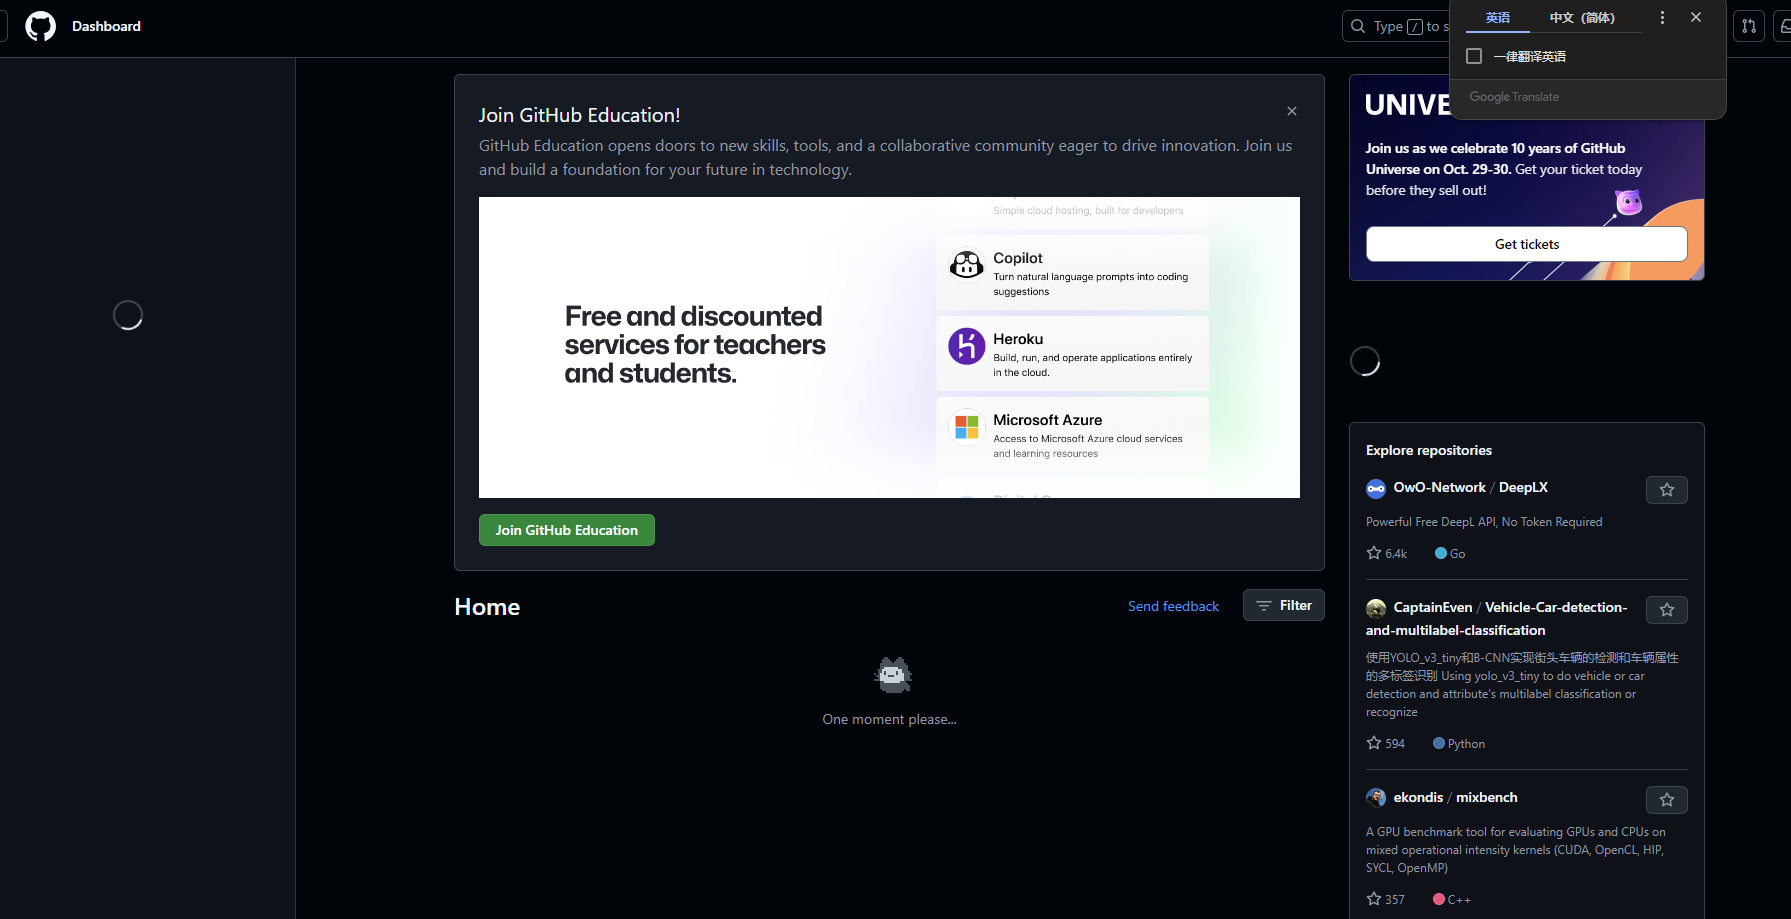 Dashboard
Type / to s
英语
中文（简体）
一律翻译英语
Google Translate
Join GitHub Education!
GitHub Education opens doors to new skills, tools, and a collaborative community eager to drive innovation. Join us
and build a foundation for your future in technology.
Simple cloud hosting, built for developers
Copilot
Turn natural language prompts into coding
suggestions
Free and discounted
services for teachers
and students.
Heroku
Build, run, and operate applications entirely
in the cloud.
Microsoft Azure
Access to Microsoft Azure cloud services
and learning resources
Join GitHub Education
Home
Send feedback
Filter
One moment please...
UNIVE
Join us as we celebrate 10 years of GitHub
Universe on Oct. 29-30. Get your ticket today
before they sell out!
Get tickets
Explore repositories
OwO-Network / DeepLX
Powerful Free DeepL API, No Token Required
6.4k
Go
CaptainEven / Vehicle-Car-detection-
and-multilabel-classification
使用YOLO_v3_tiny和B-CNN实现街头车辆的检测和车辆属性
的多标签识别 Using yolo_v3_tiny to do vehicle or car
detection and attribute's multilabel classification or
recognize
594
Python
ekondis / mixbench
A GPU benchmark tool for evaluating GPUs and CPUs on
mixed operational intensity kernels (CUDA, OpenCL, HIP,
SYCL, OpenMP)
357
C++